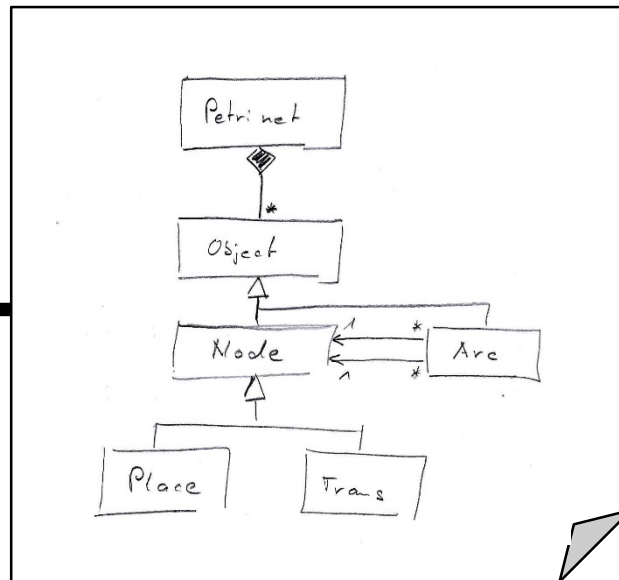 Petrinet
*
Object
1 *
Node
Arc
1 *
Place
Trans